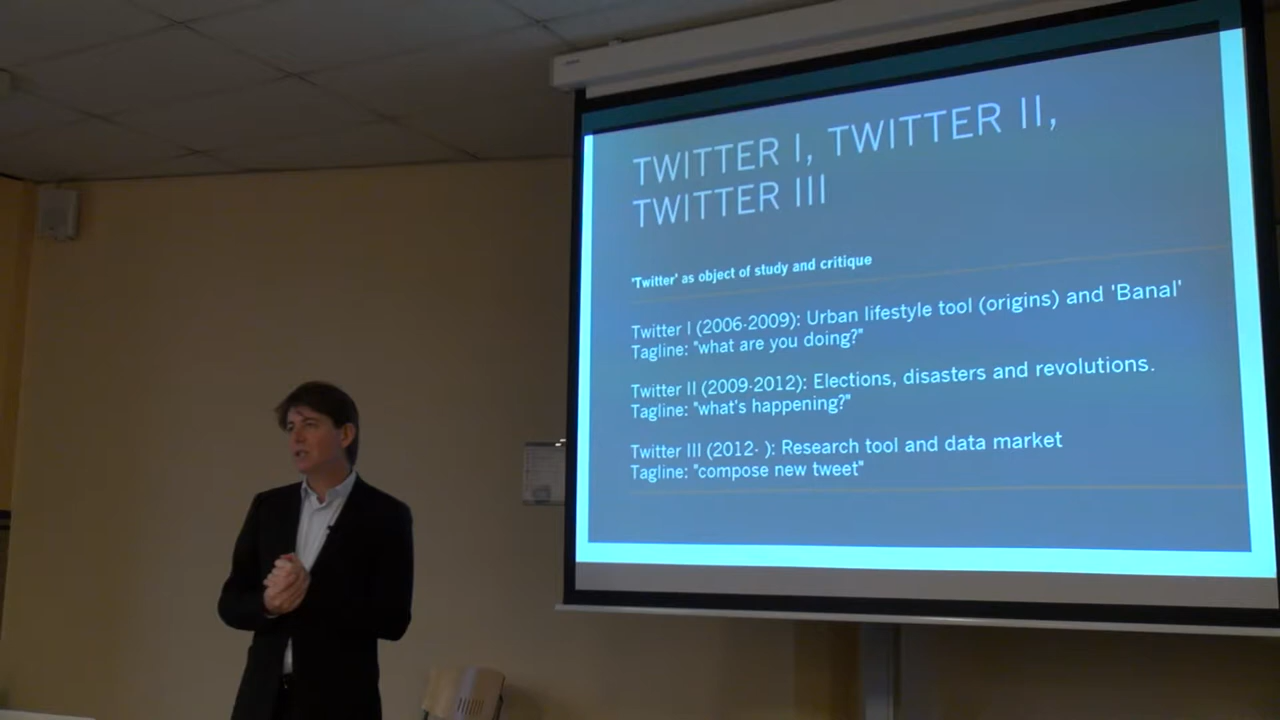 TWITTER I, TWITTER II,
TWITTER III
'Twitter' as object of study and critique
Twitter I (2006-2009): Urban lifestyle tool (origins) and 'Banal'
Tagline: "what are you doing?"
Twitter II (2009-2012): Elections, disasters and revolutions.
Tagline: "what's happening?"
Twitter III (2012- ): Research tool and data market
Tagline: "compose new tweet"